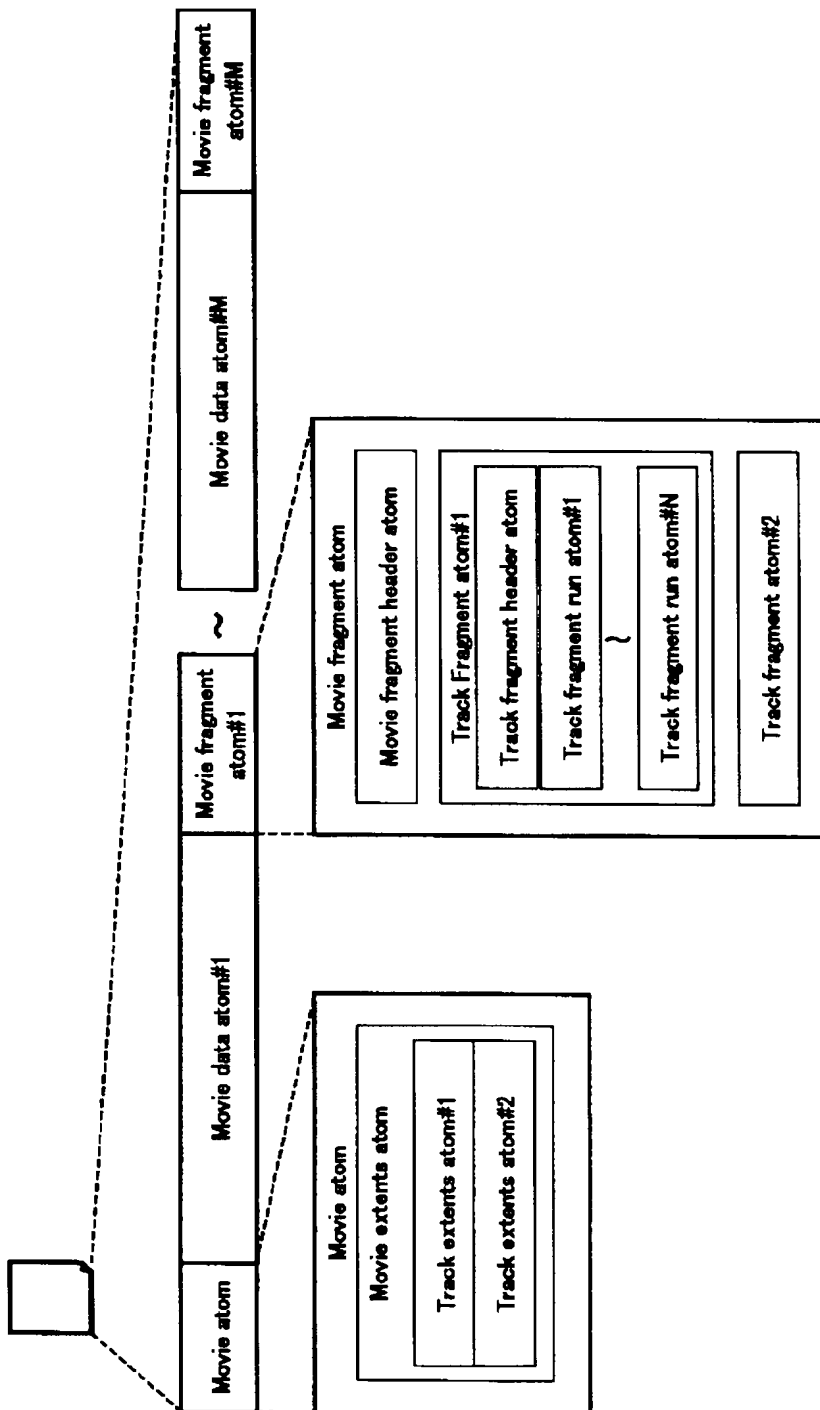 Movie atom
Movie data atom#1
Movie fragment
atom#1
~
Movie data atom#M
Movie fragment
atom#M
Movie atom
Movie extents atom
Track extents atom#1
Track extents atom#2
Movie fragment atom
Movie fragment header atom
Track Fragment atom#1
Track fragment header atom
Track fragment run atom#1
~
Track fragment run atom#N
Track fragment atom#2